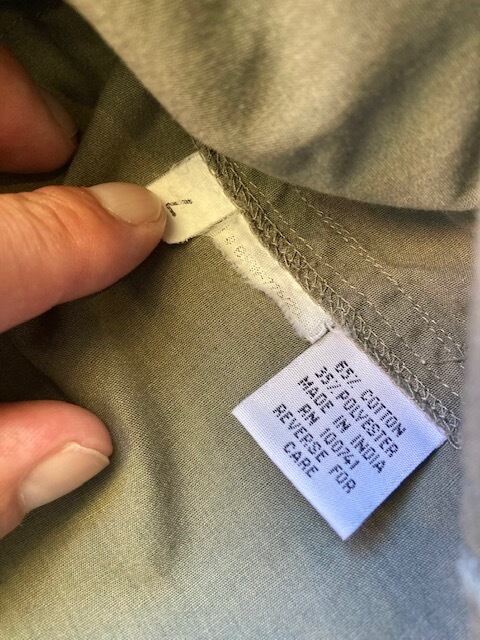 65% COTTON
35% POLYESTER
MADE IN INDIA
RN 100741
REVERSE FOR
CARE